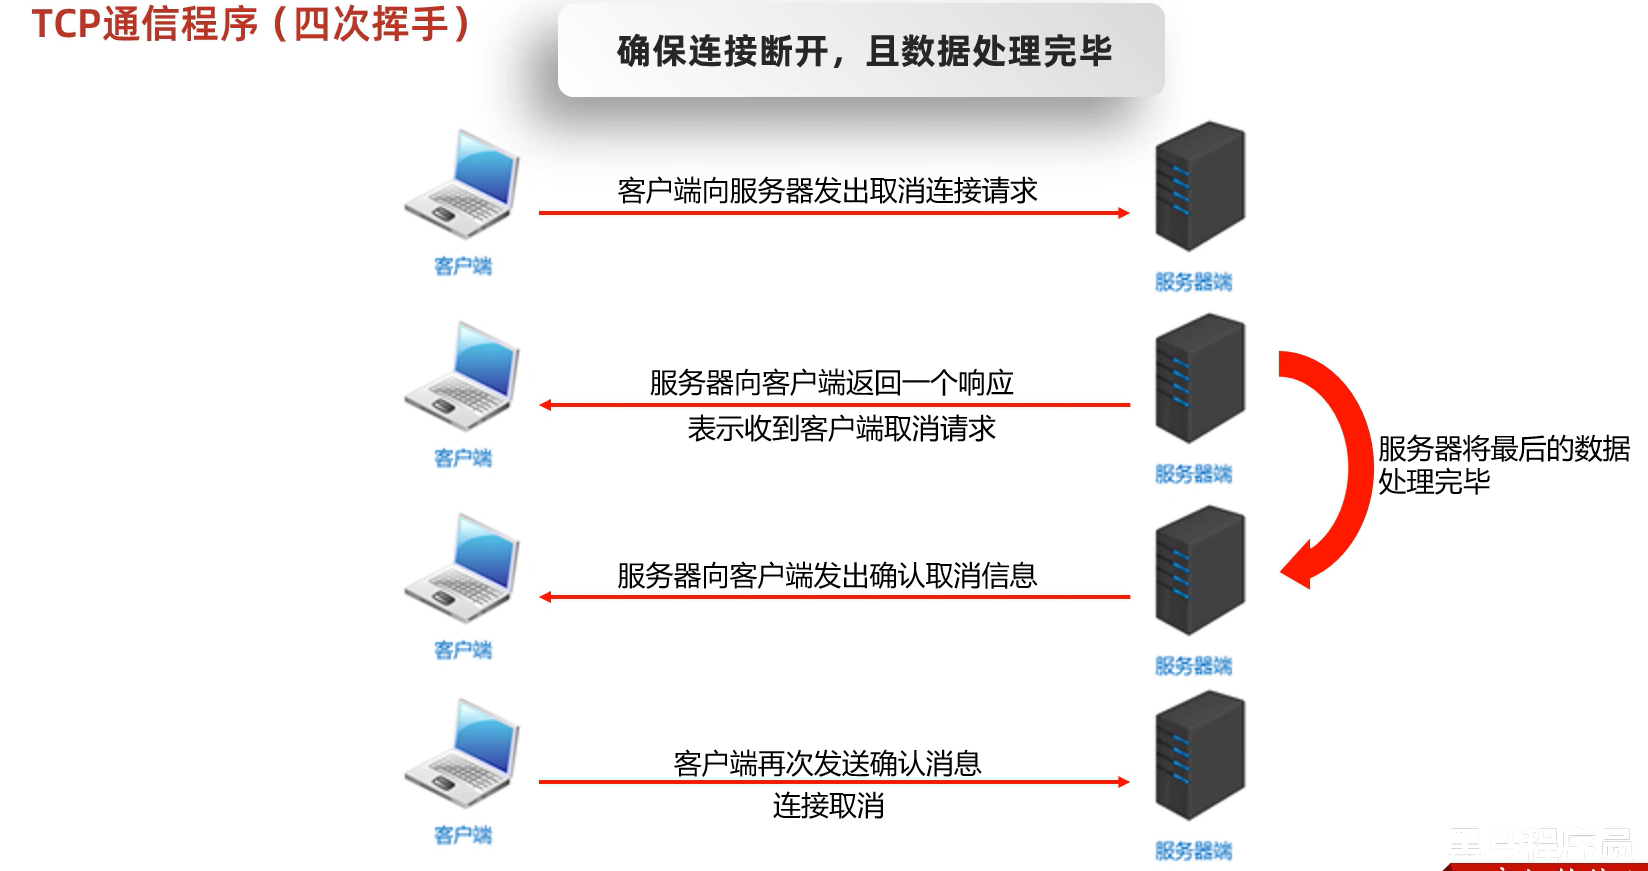 TCP通信程序（四次挥手）
确保连接断开，且数据处理完毕
客户端向服务器发出取消连接请求
客户端
服务器端
服务器向客户端返回一个响应
表示收到客户端取消请求
客户端
服务器端
服务器将最后的数据
处理完毕
服务器向客户端发出确认取消信息
客户端
服务器端
客户端再次发送确认消息
连接取消
客户端
服务器端